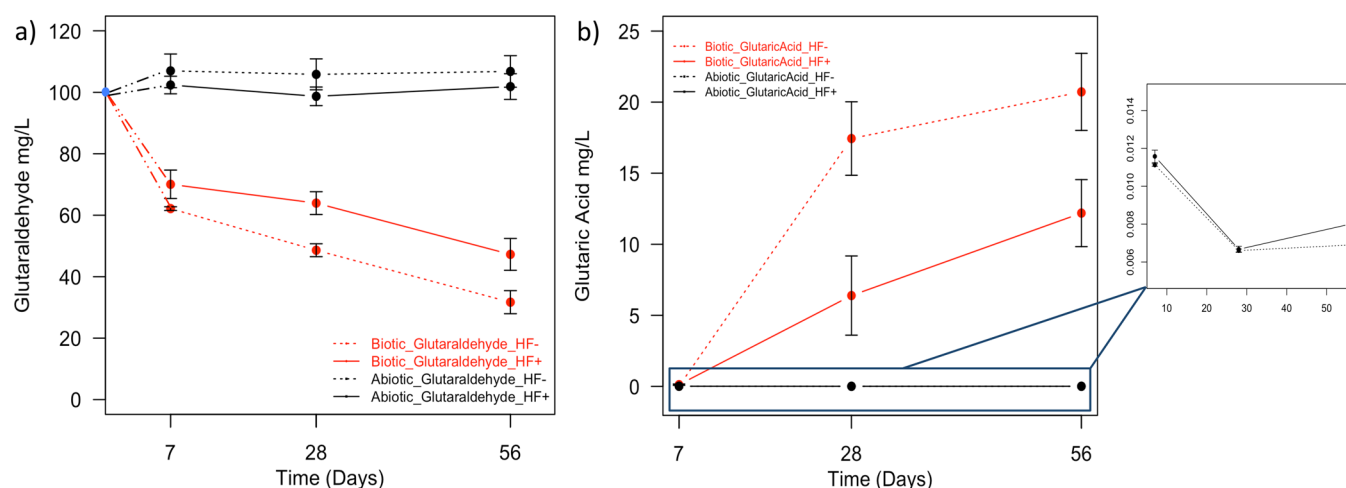 a)
Glutaraldehyde mg/L
120
100
80
60
40
20
0
Biotic_Glutaraldehyde_HF-
Biotic_Glutaraldehyde_HF+
Abiotic_Glutaraldehyde_HF-
Abiotic_Glutaraldehyde_HF+
7 28 56
Time (Days)
b)
Glutaric Acid mg/L
25
20
15
10
5
0
Biotic_GlutaricAcid_HF-
Biotic_GlutaricAcid_HF+
Abiotic_GlutaricAcid_HF-
Abiotic_GlutaricAcid_HF+
7 28 56
Time (Days)
0.014
0.012
0.010
0.008
0.006
10 20 30 40 50